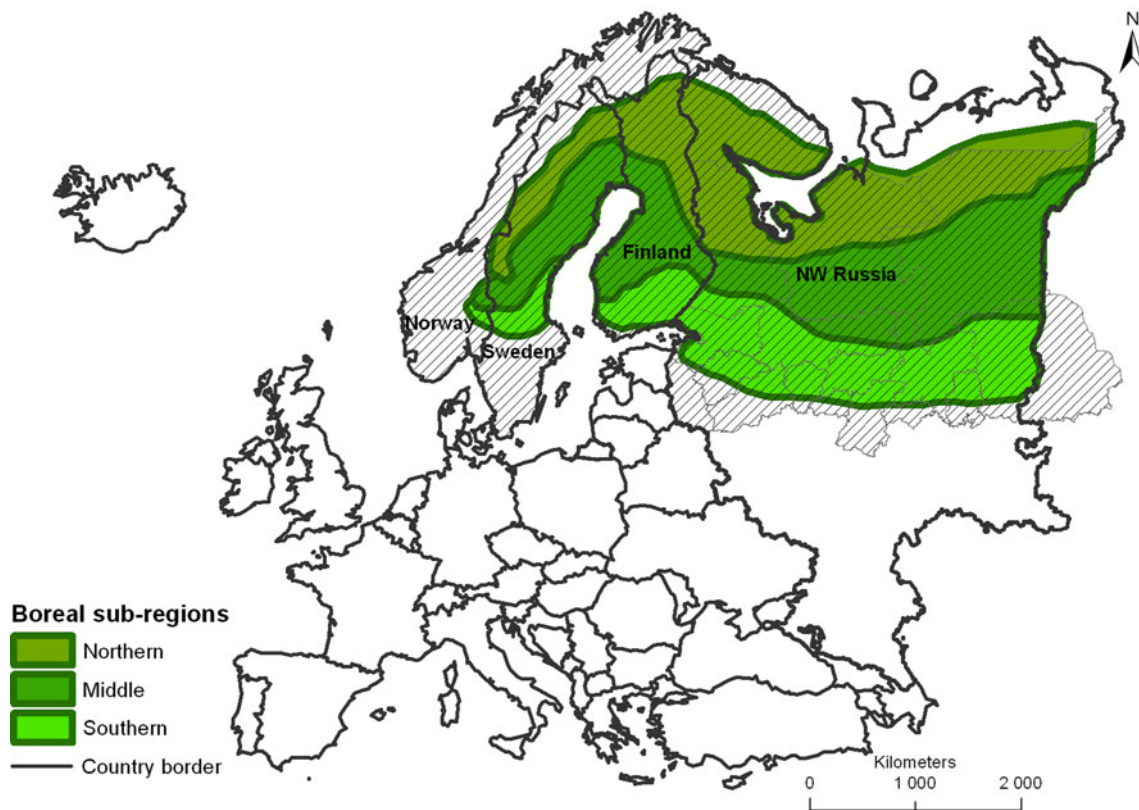 N
Finland
NW Russia
Norway
Sweden
Boreal sub-regions
Northern
Middle
Southern
Country border
Kilometers
0 1 000 2 000